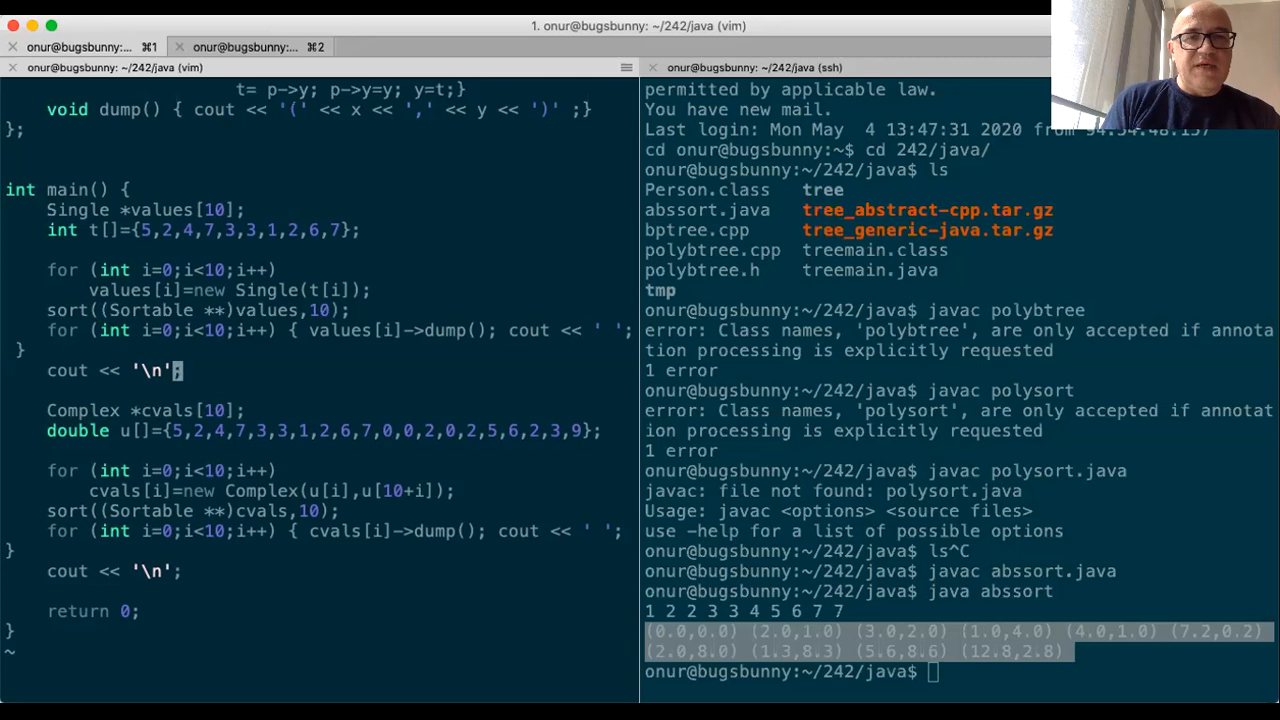 1. onur@bugsbunny: ~/242/java (vim)
onur@bugsbunny:... ⌘1
onur@bugsbunny:... ⌘2
onur@bugsbunny: ~/242/java (vim)
t= p->y; p->y=y; y=t;}
void dump() { cout << '(' << x << ',' << y << ')' ;}
};
int main() {
Single *values[10];
int t[]={5,2,4,7,3,3,1,2,6,7};
for (int i=0;i<10;i++)
values[i]=new Single(t[i]);
sort((Sortable **)values,10);
for (int i=0;i<10;i++) { values[i]->dump(); cout << ' ';
}
cout << '\n';
Complex *cvals[10];
double u[]={5,2,4,7,3,3,1,2,6,7,0,0,2,0,2,5,6,2,3,9};
for (int i=0;i<10;i++)
cvals[i]=new Complex(u[i],u[10+i]);
sort((Sortable **)cvals,10);
for (int i=0;i<10;i++) { cvals[i]->dump(); cout << ' ';
}
cout << '\n';
return 0;
}
~
onur@bugsbunny: ~/242/java (ssh)
permitted by applicable law.
You have new mail.
Last login: Mon May  4 13:47:31 2020 from
cd onur@bugsbunny:~$ cd 242/java/
onur@bugsbunny:~/242/java$ ls
Person.class tree
abssort.java tree_abstract-cpp.tar.gz
bptree.cpp tree_generic-java.tar.gz
polybtree.cpp treemain.class
polybtree.h treemain.java
tmp
onur@bugsbunny:~/242/java$ javac polybtree
error: Class names, 'polybtree', are only accepted if annota
tion processing is explicitly requested
1 error
onur@bugsbunny:~/242/java$ javac polysort
error: Class names, 'polysort', are only accepted if annotat
ion processing is explicitly requested
1 error
onur@bugsbunny:~/242/java$ javac polysort.java
javac: file not found: polysort.java
Usage: javac <options> <source files>
use -help for a list of possible options
onur@bugsbunny:~/242/java$ ls^C
onur@bugsbunny:~/242/java$ javac abssort.java
onur@bugsbunny:~/242/java$ java abssort
1 2 2 3 3 4 5 6 7 7
(0.0,0.0) (2.0,1.0) (3.0,2.0) (1.0,4.0) (4.0,1.0) (7.2,0.2)
(2.0,8.0) (1.3,8.3) (5.6,8.6) (12.8,2.8)
onur@bugsbunny:~/242/java$